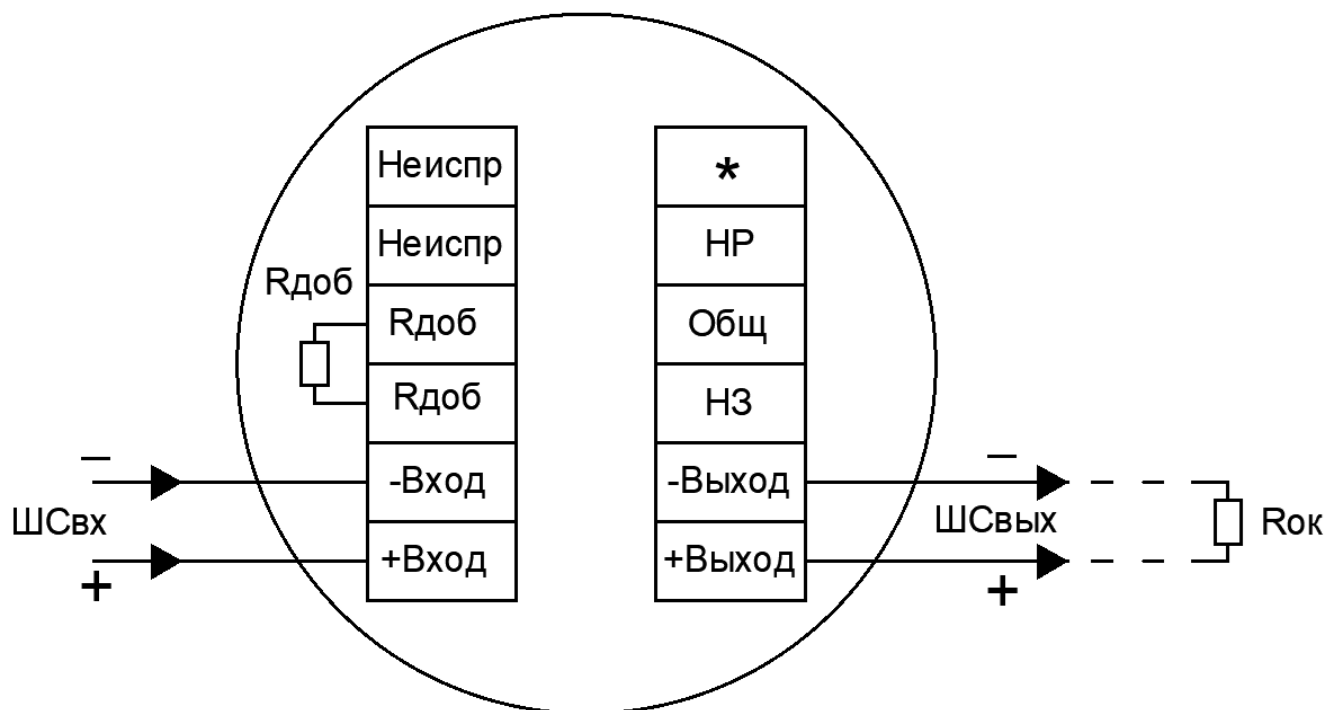 Неиспр
*
Неиспр
НР
Rдоб
Rдоб
Общ
Rдоб
НЗ
–
-Вход
-Выход
–
ШСвх
ШСвых
Rок
+
+Вход
+Выход
+